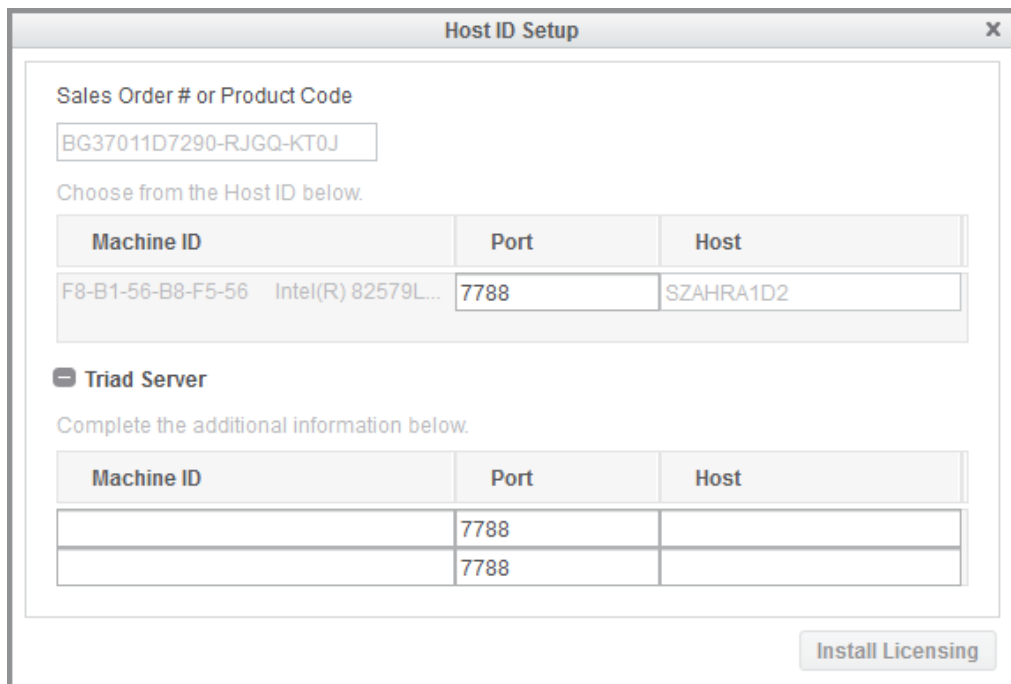 Host ID Setup
Sales Order # or Product Code
BG37011D7290-RJGQ-KT0J
Choose from the Host ID below.
Machine ID Port Host
F8-B1-56-B8-F5-56 Intel(R) 82579L... 7788 SZAHRA1D2
Triad Server
Complete the additional information below.
Machine ID Port Host
7788
7788
Install Licensing